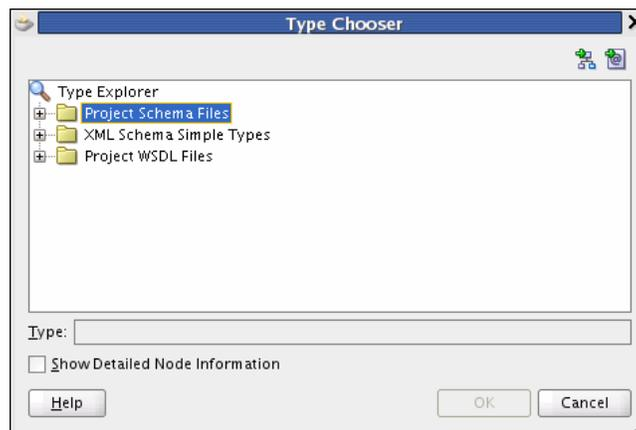 Type Chooser
Type Explorer
Project Schema Files
XML Schema Simple Types
Project WSDL Files
Type:
Show Detailed Node Information
Help
OK
Cancel